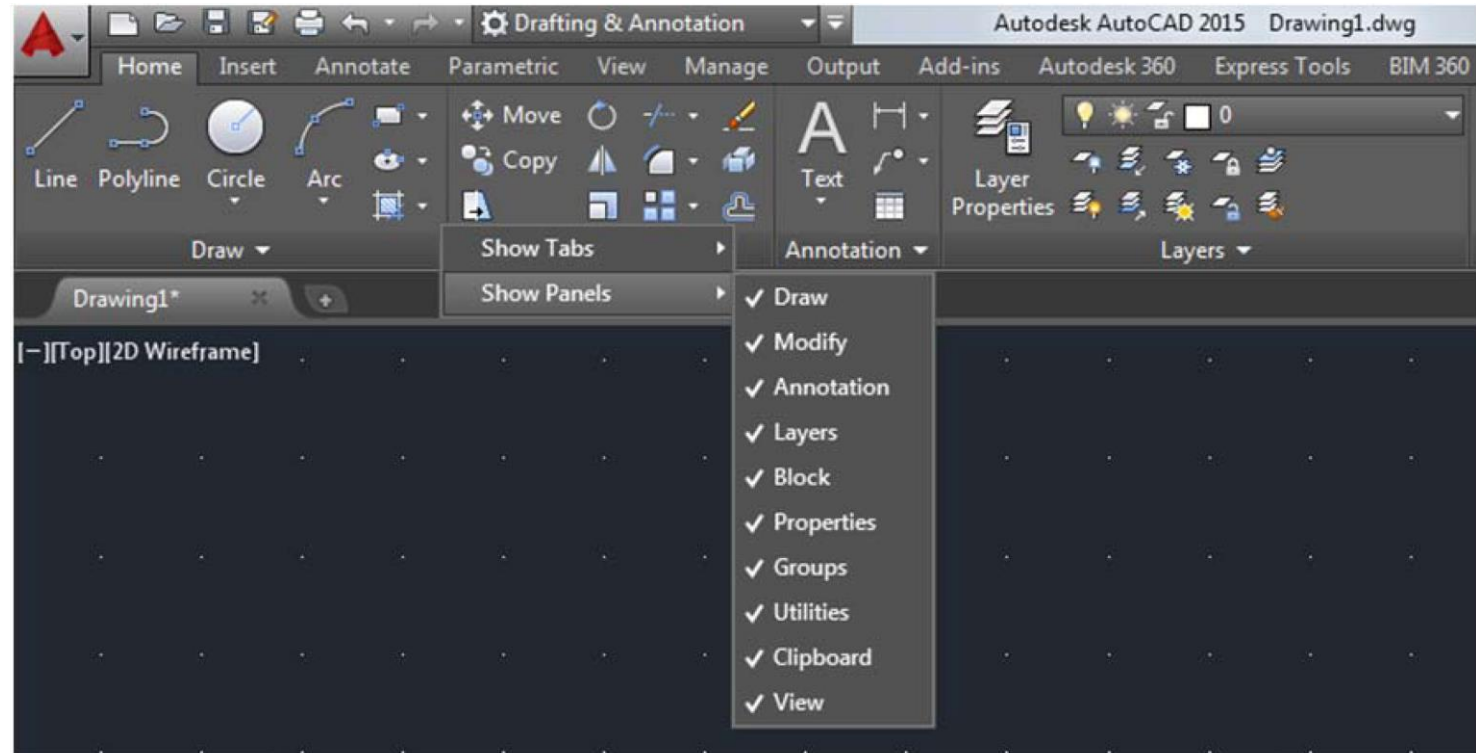 Drafting & Annotation Autodesk AutoCAD 2015 Drawing1.dwg
Home Insert Annotate Parametric View Manage Output Add-ins Autodesk 360 Express Tools BIM 360
Line Polyline Circle Arc
Move
Copy
Text
Layer Properties
0
Draw
Annotation
Layers
Show Tabs
Show Panels
Drawing1*
[−][Top][2D Wireframe]
Draw
Modify
Annotation
Layers
Block
Properties
Groups
Utilities
Clipboard
View